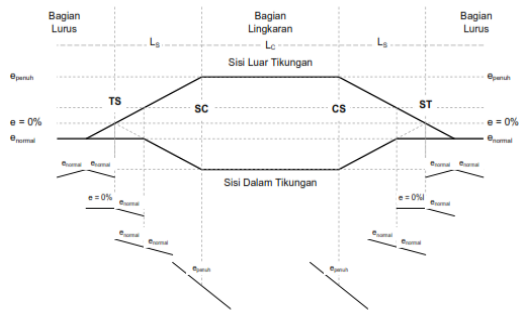 Bagian Lurus
Bagian Lingkaran
Bagian Lurus
Ls
Lc
Ls
Sisi Luar Tikungan
epenuh
epenuh
TS
SC
CS
ST
e = 0%
e = 0%
enormal
enormal
enormal
enormal
enormal
enormal
Sisi Dalam Tikungan
e = 0%
enormal
e = 0%l
enormal
enormal
enormal
enormal
enormal
epenuh
epenuh